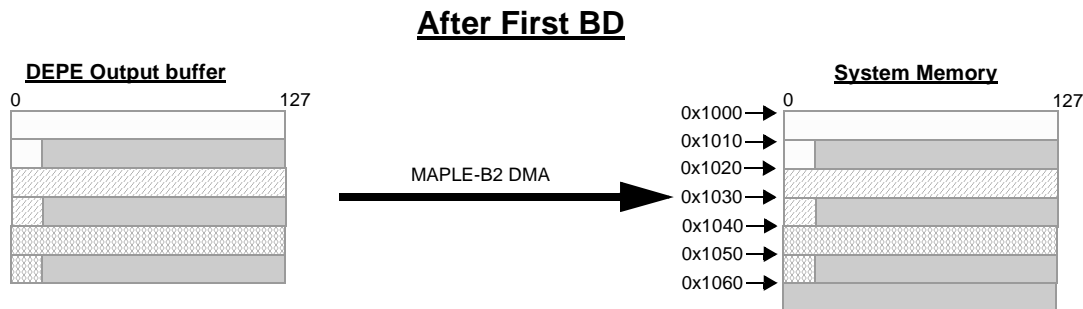 After First BD
DEPE Output buffer
0 127
System Memory
0 127
MAPLE-B2 DMA
0x1000
0x1010
0x1020
0x1030
0x1040
0x1050
0x1060